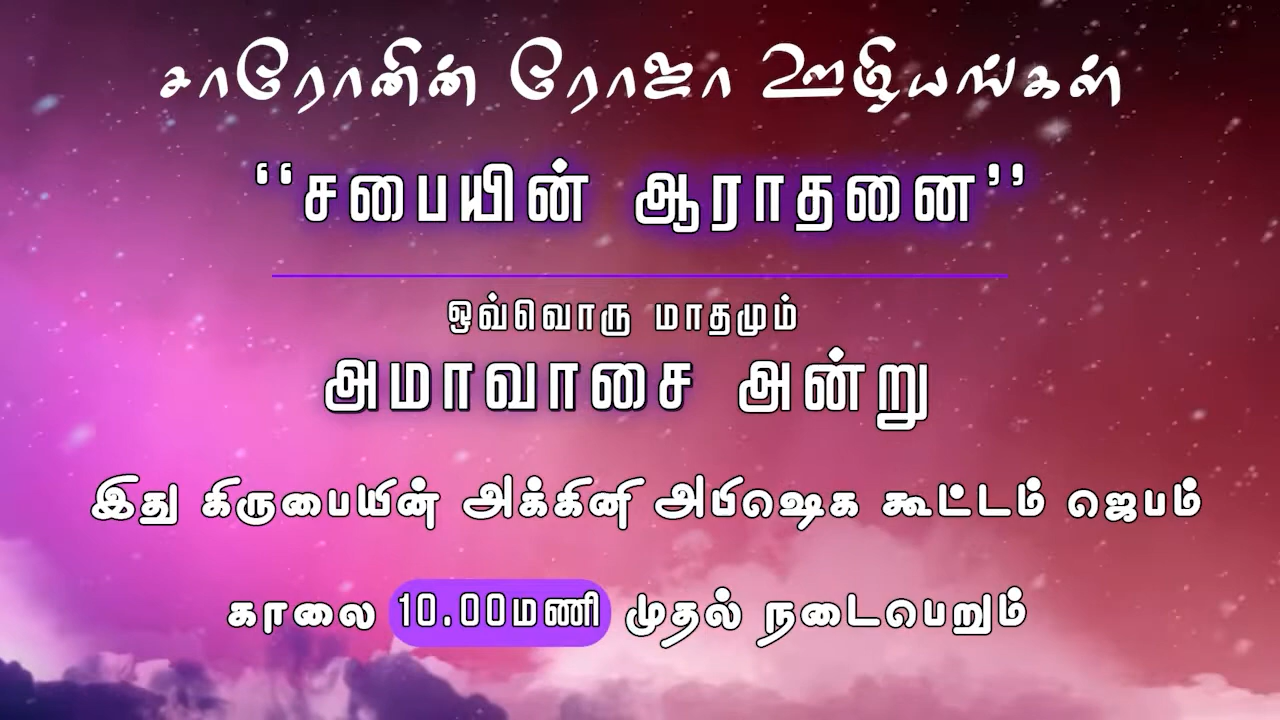 சாரோனின் ரோஜா ஊழியங்கள்
“சபையின் ஆராதனை”
ஒவ்வொரு மாதமும்
அமாவாசை அன்று
இது கிருபையின் அக்கினி அபிஷெக கூட்டம் ஜெபம்
காலை 10.00மணி முதல் நடைபெறும்